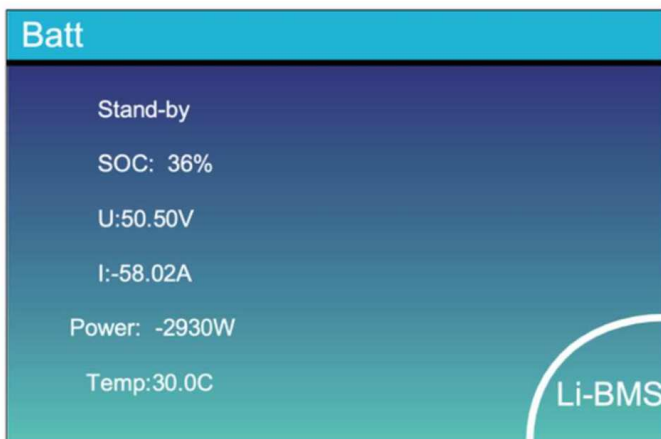 Batt
Stand-by
SOC: 36%
U:50.50V
I:-58.02A
Power: -2930W
Temp:30.0C
Li-BMS